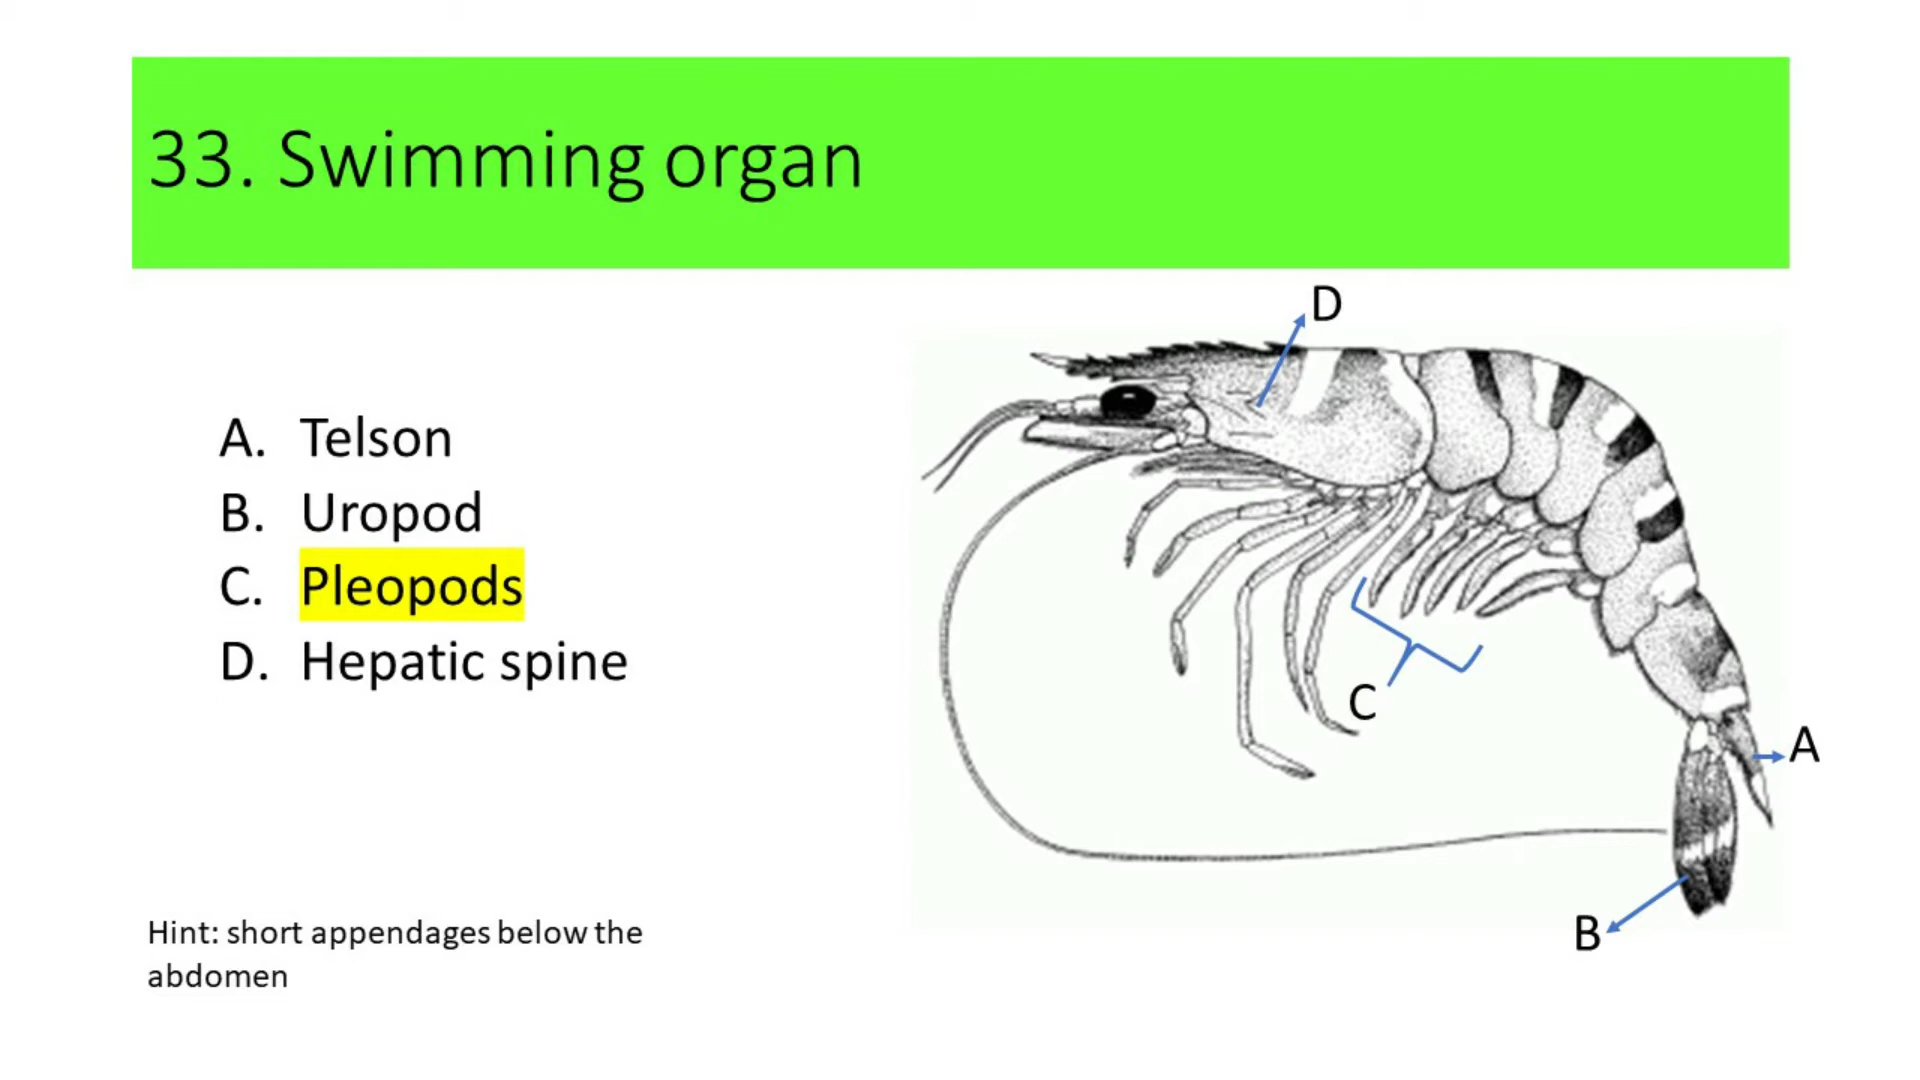 33. Swimming organ
A. Telson
B. Uropod
C. Pleopods
D. Hepatic spine
Hint: short appendages below the
abdomen
D
C
A
B